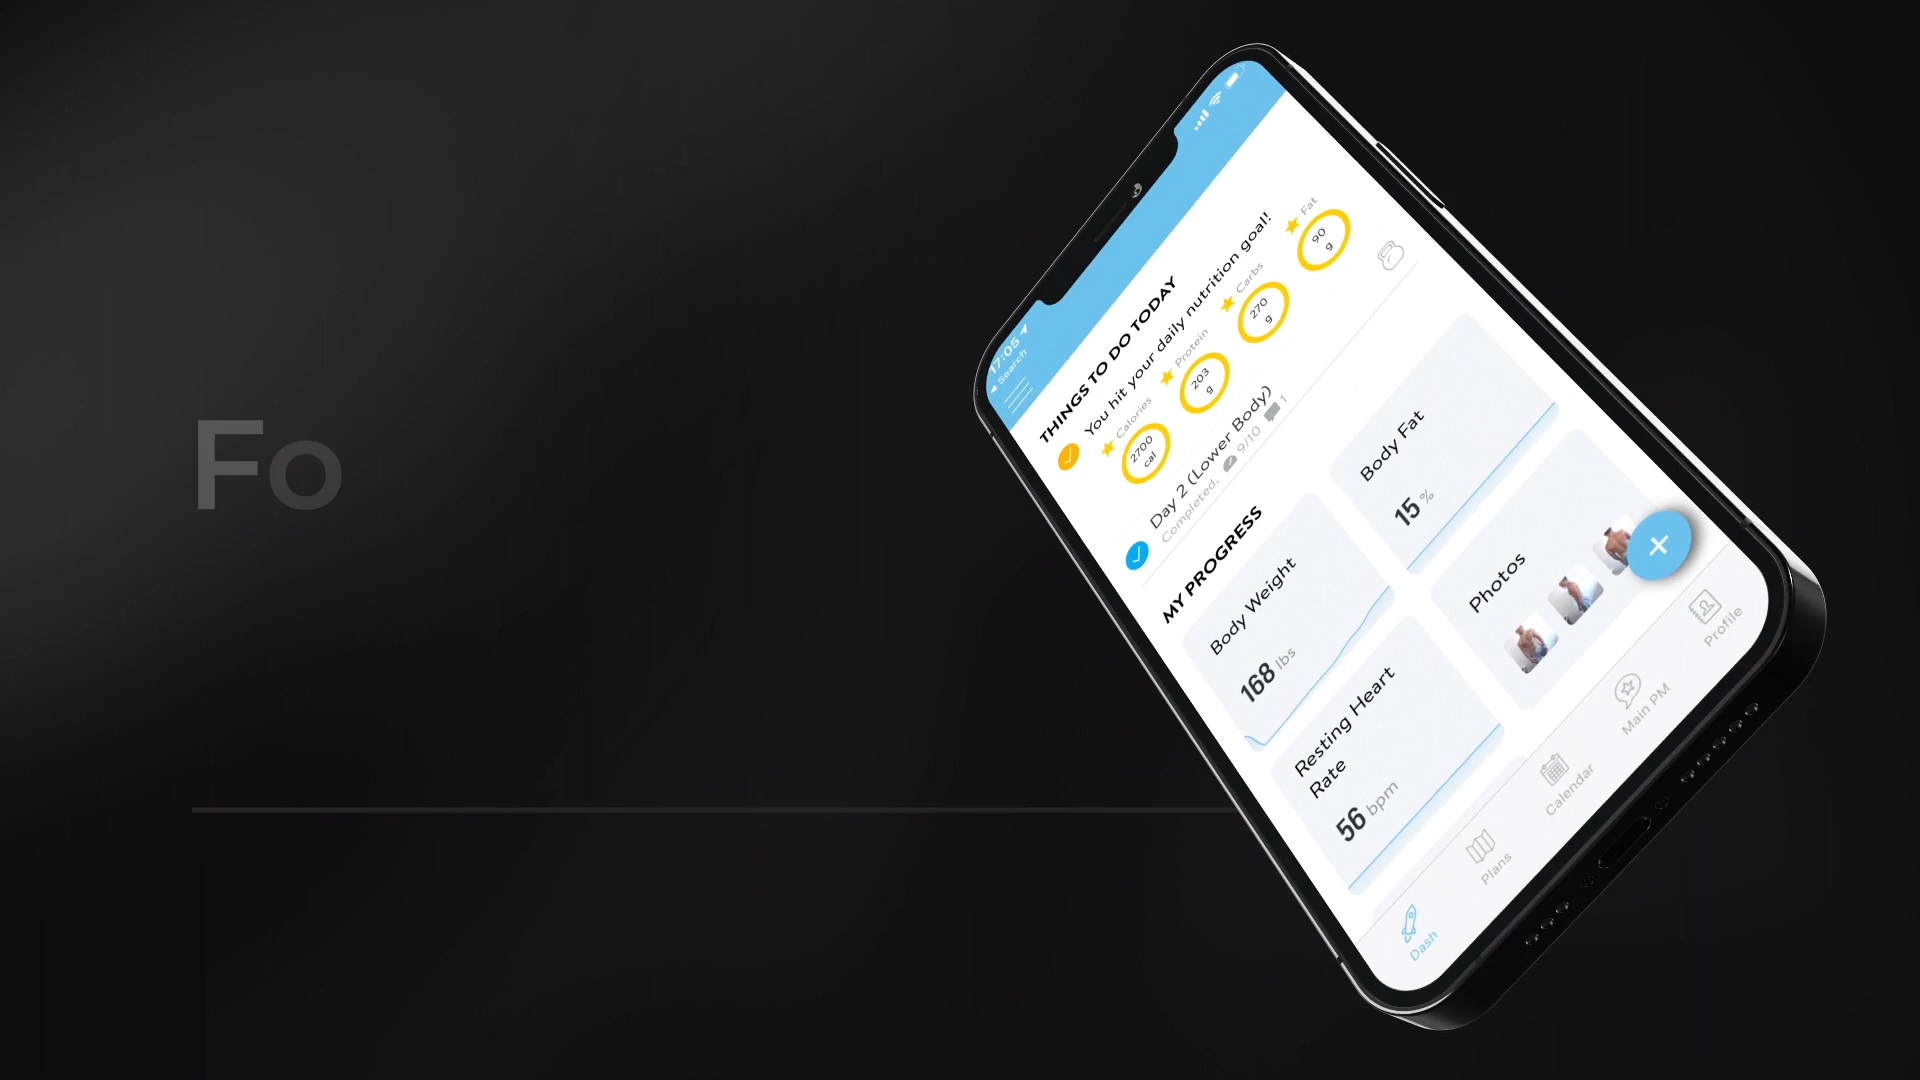 Fo
17:05
Search
THINGS TO DO TODAY
You hit your daily nutrition goal!
Calories Protein Carbs Fat
2700 cal 203 g 270 g 90 g
Day 2 (Lower Body)
Completed. 9/10 1
MY PROGRESS
Body Weight
168 lbs
Body Fat
15 %
Resting Heart
Rate
56 bpm
Photos
Dash Plans Calendar Main PM Profile